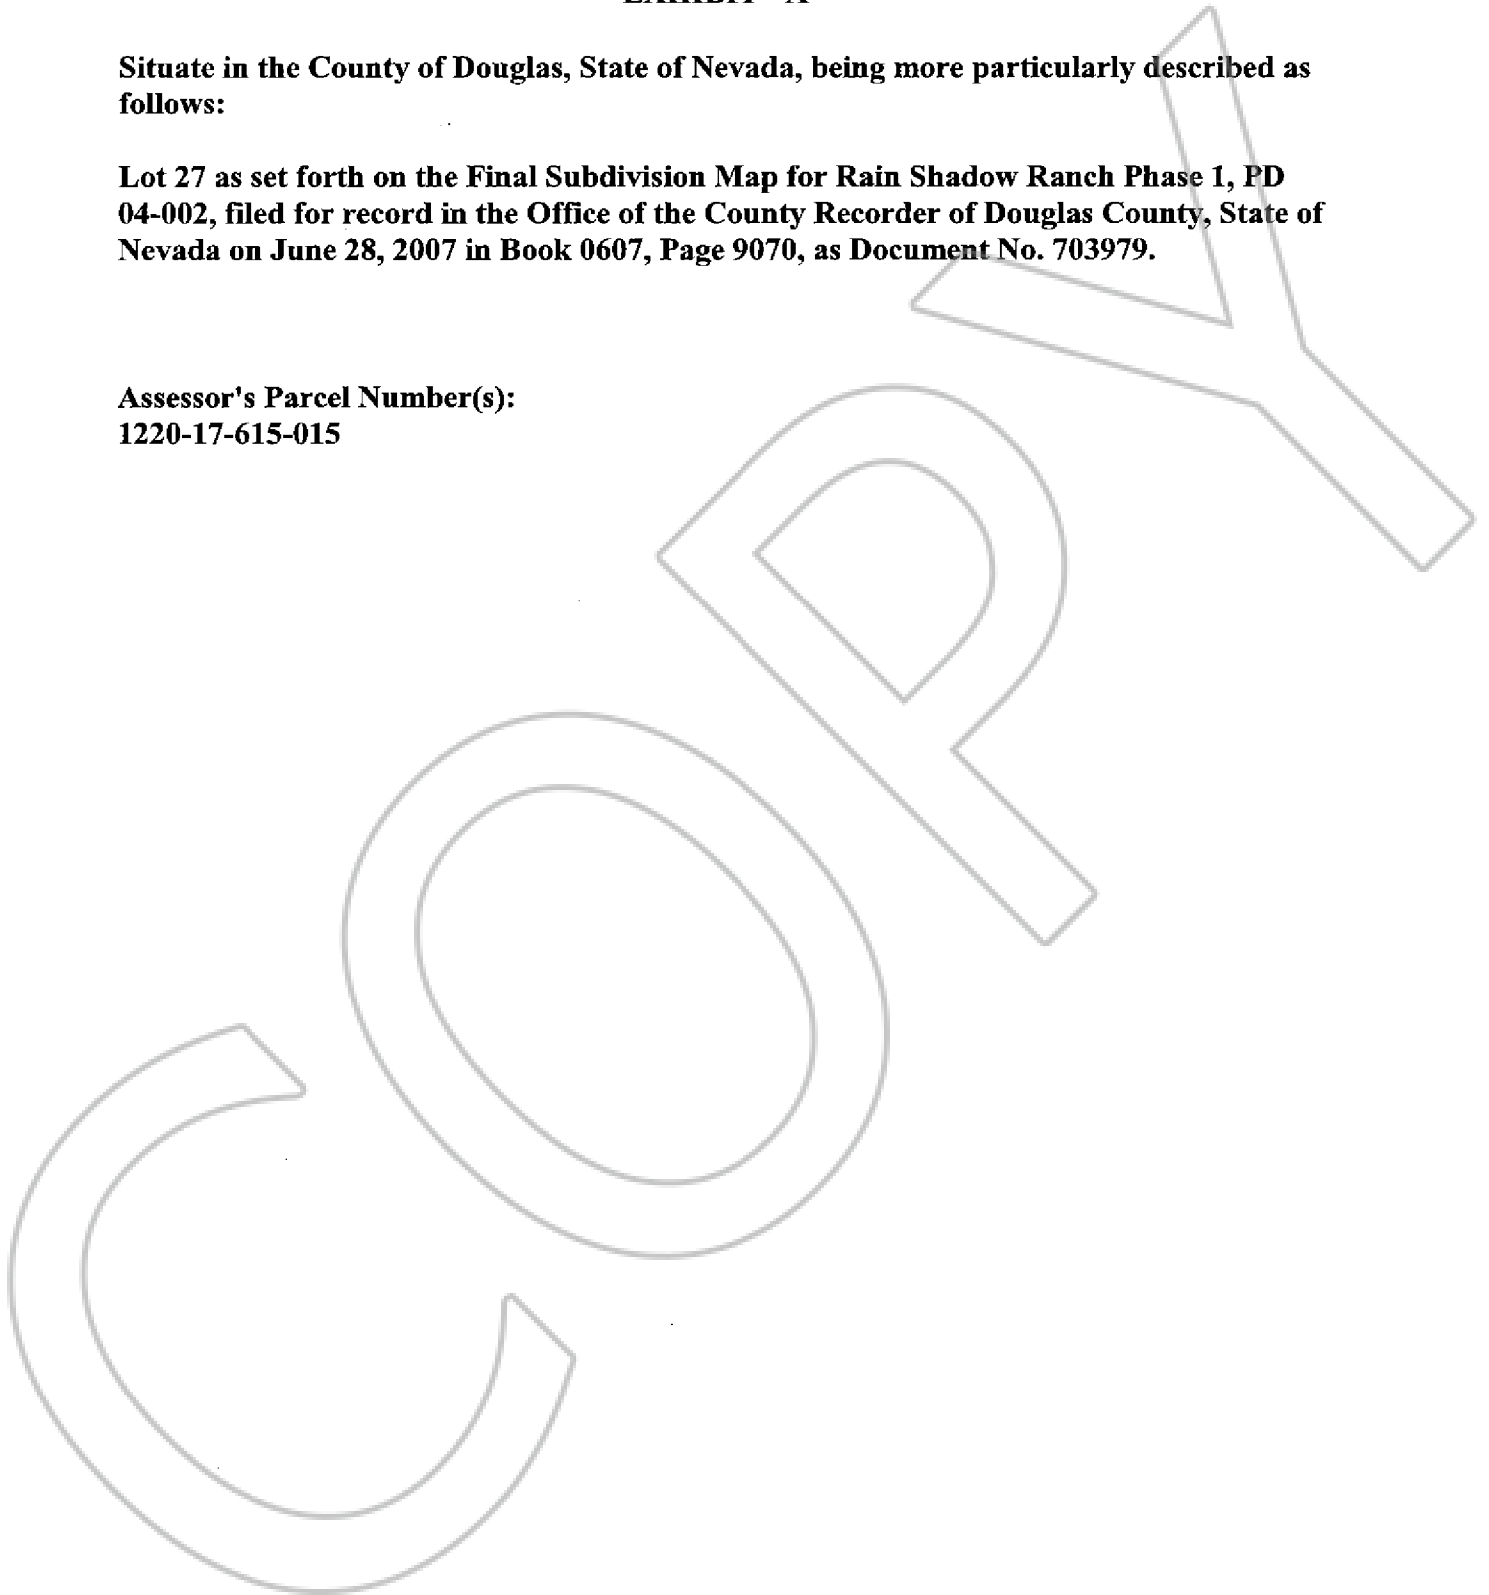 Situate in the County of Douglas, State of Nevada, being more particularly described as
follows:
Lot 27 as set forth on the Final Subdivision Map for Rain Shadow Ranch Phase 1, PD
04-002, filed for record in the Office of the County Recorder of Douglas County, State of
Nevada on June 28, 2007 in Book 0607, Page 9070, as Document No. 703979.
Assessor's Parcel Number(s):
1220-17-615-015
COPY